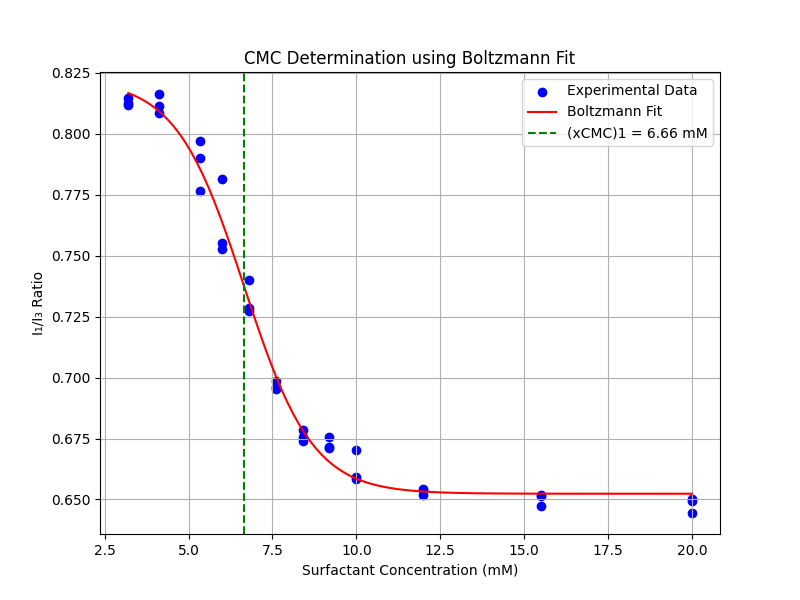 CMC Determination using Boltzmann Fit
Experimental Data
Boltzmann Fit
(xCMC)1 = 6.66 mM
I₁/I₃ Ratio
0.825
0.800
0.775
0.750
0.725
0.700
0.675
0.650
2.5 5.0 7.5 10.0 12.5 15.0 17.5 20.0
Surfactant Concentration (mM)